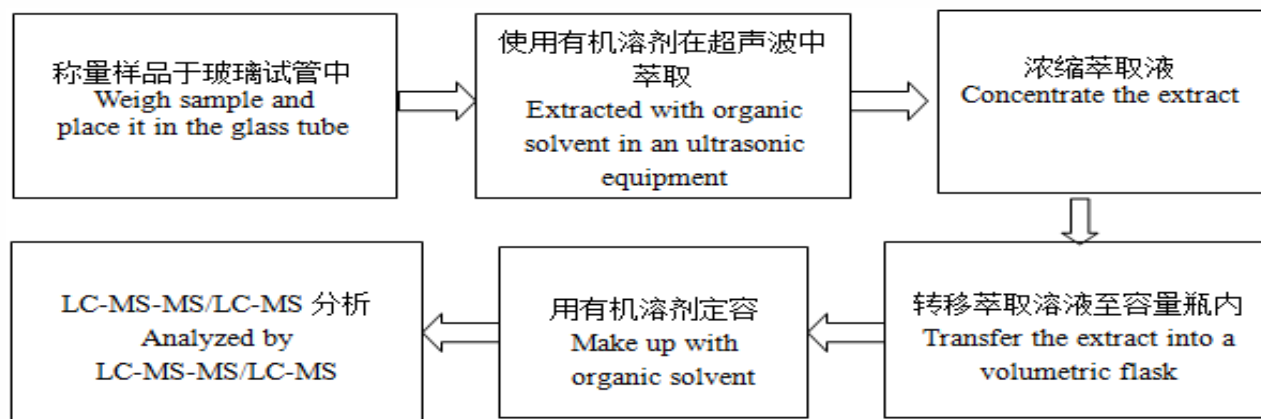 称量样品于玻璃试管中
Weigh sample and
place it in the glass tube
使用有机溶剂在超声波中
萃取
Extracted with organic
solvent in an ultrasonic
equipment
浓缩萃取液
Concentrate the extract
转移萃取溶液至容量瓶内
Transfer the extract into a
volumetric flask
用有机溶剂定容
Make up with
organic solvent
LC-MS-MS/LC-MS 分析
Analyzed by
LC-MS-MS/LC-MS